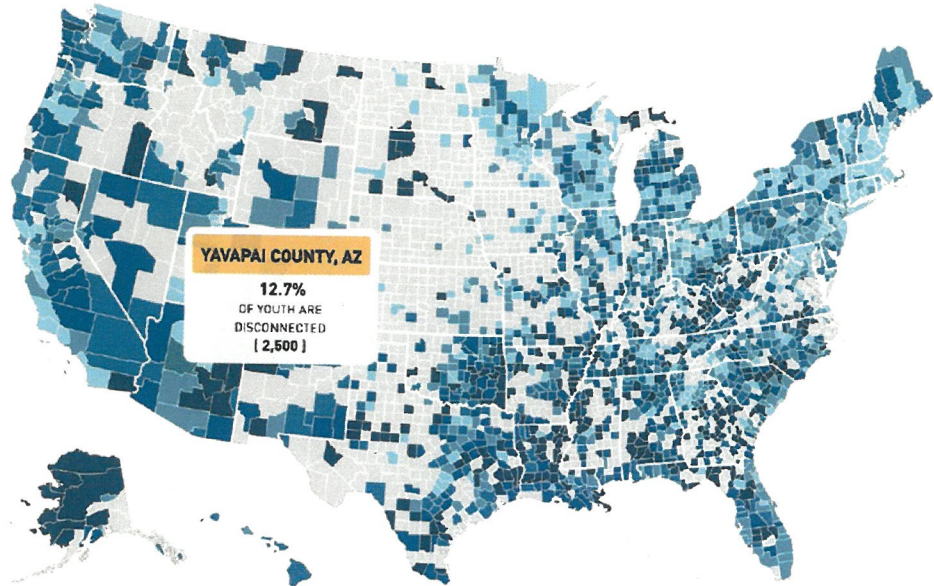 YAVAPAI COUNTY, AZ
12.7%
OF YOUTH ARE
DISCONNECTED
[ 2,500 ]